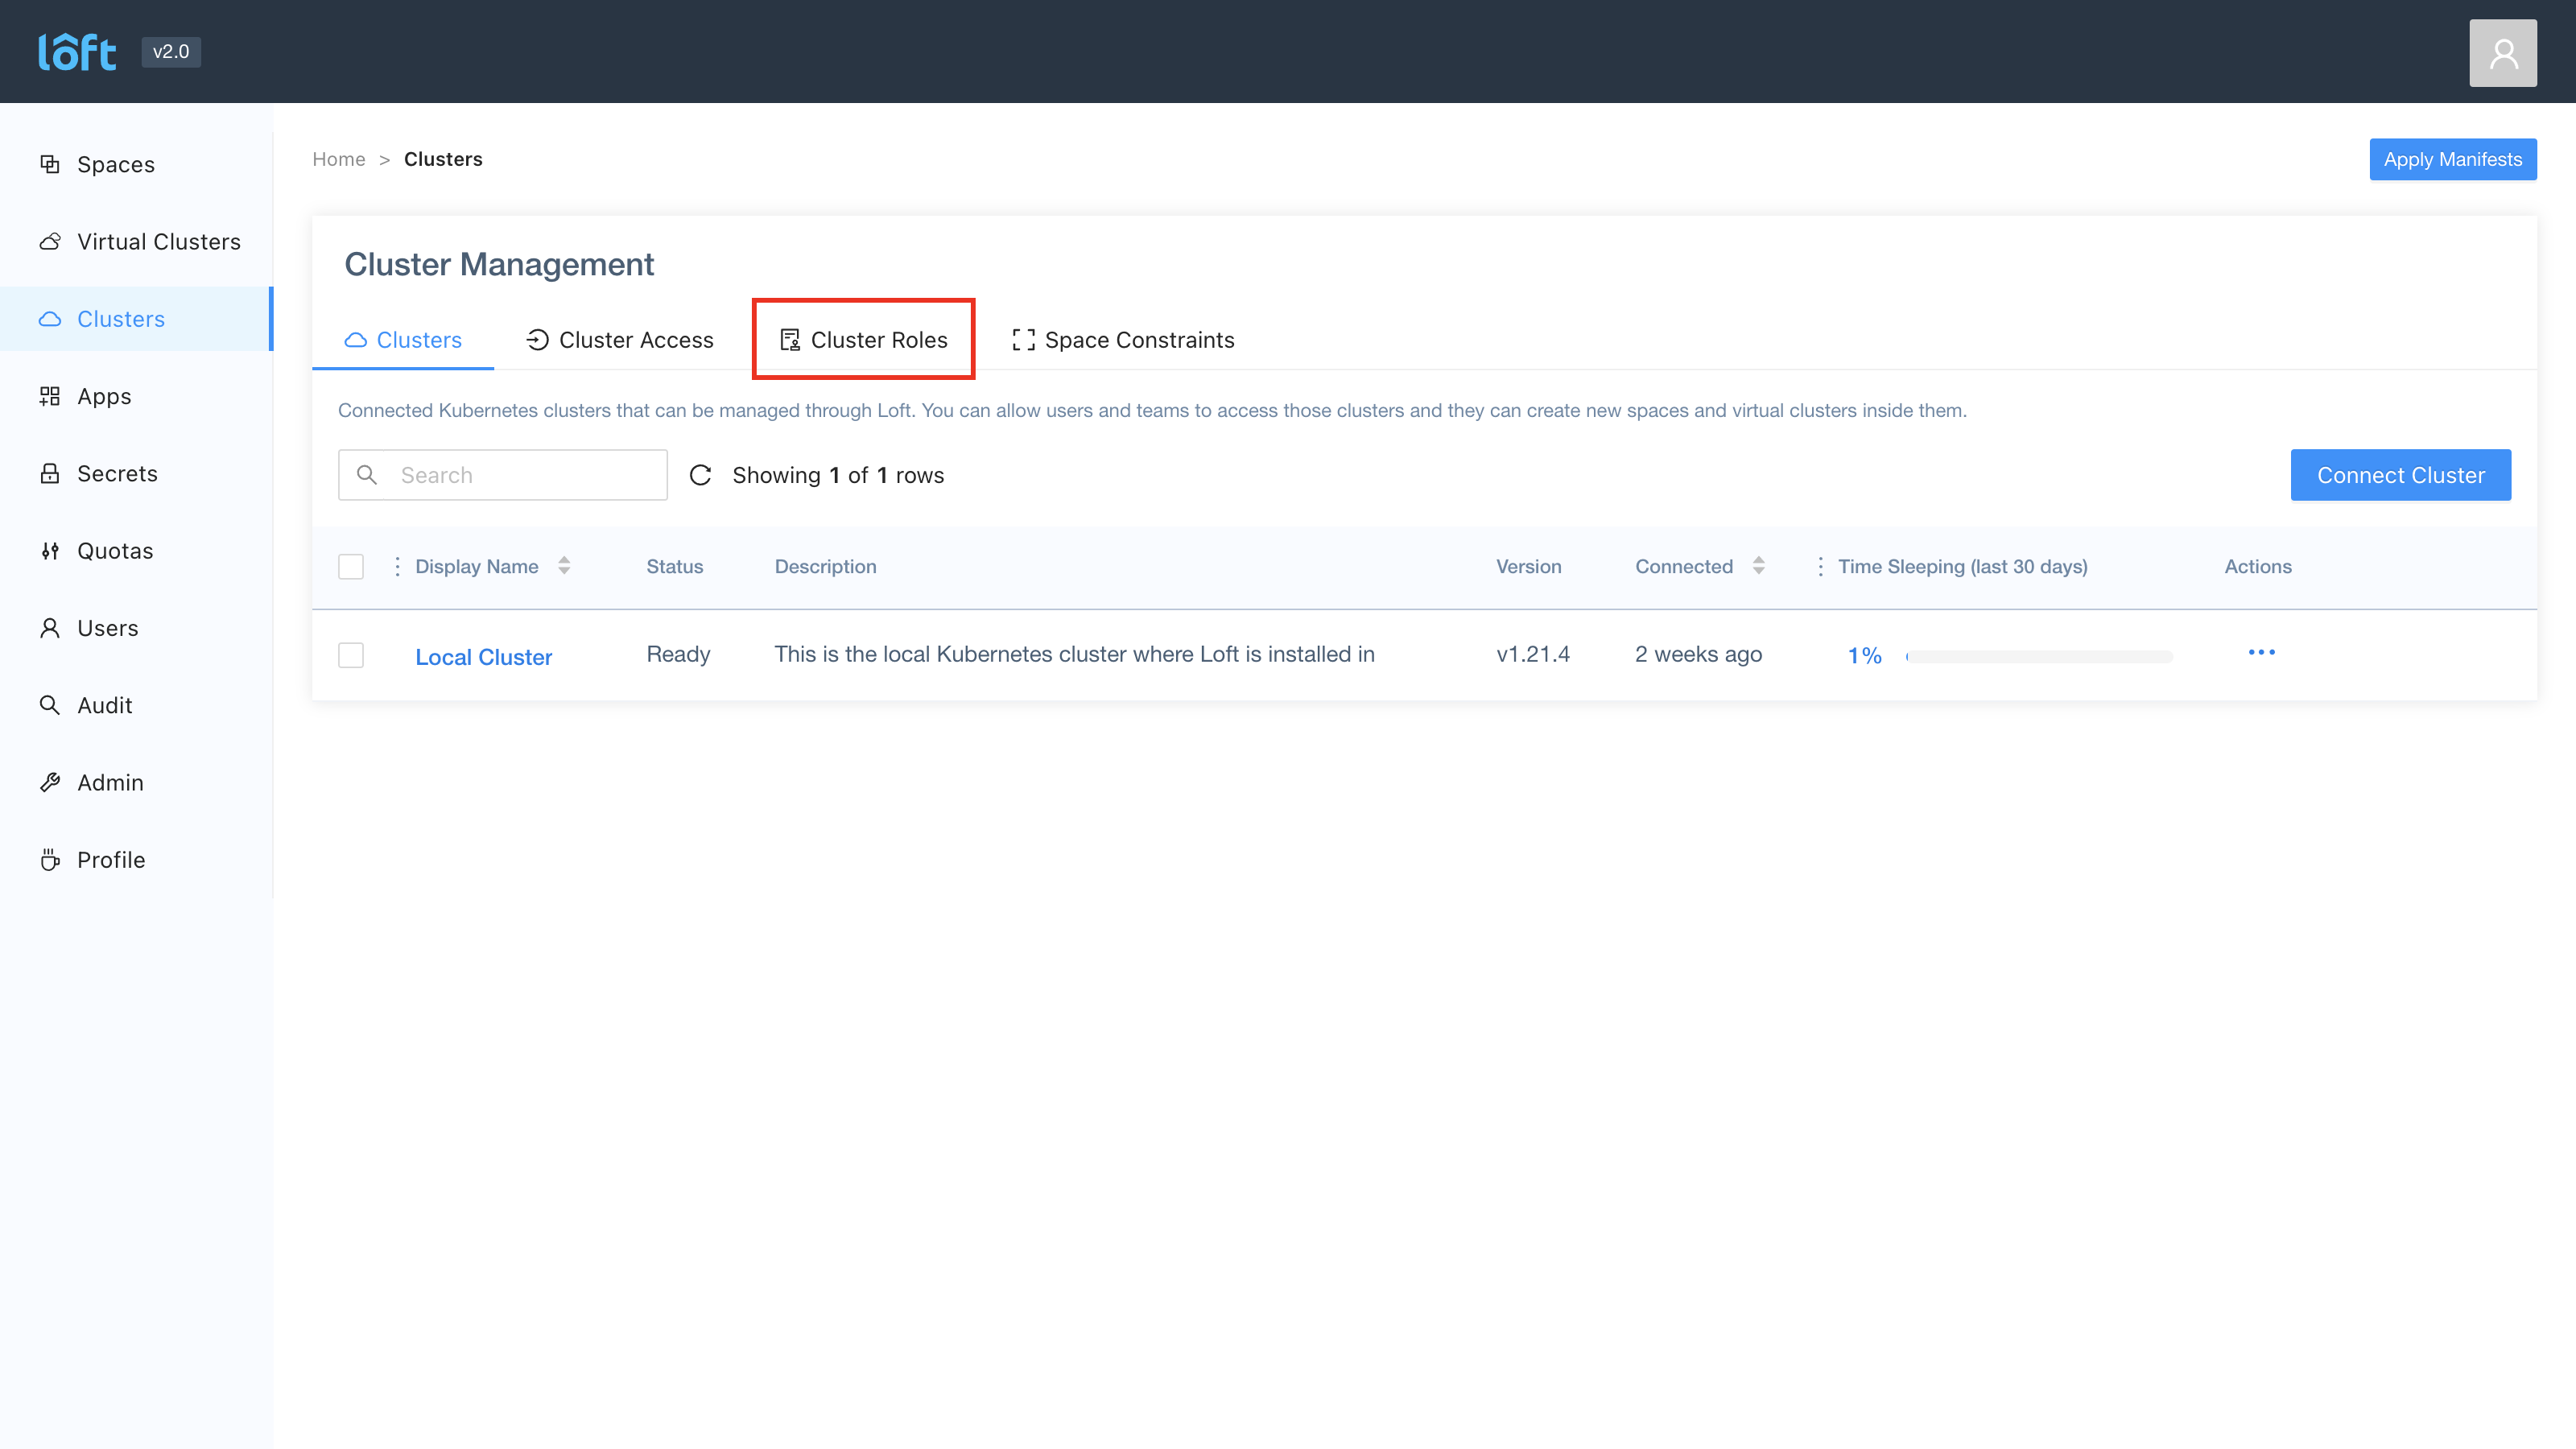 lôft v2.0
Spaces
Virtual Clusters
Clusters
Apps
Secrets
Quotas
Users
Audit
Admin
Profile
Home > Clusters
Apply Manifests
Cluster Management
Clusters Cluster Access Cluster Roles Space Constraints
Connected Kubernetes clusters that can be managed through Loft. You can allow users and teams to access those clusters and they can create new spaces and virtual clusters inside them.
Search Showing 1 of 1 rows Connect Cluster
Display Name Status Description Version Connected Time Sleeping (last 30 days) Actions
Local Cluster Ready This is the local Kubernetes cluster where Loft is installed in v1.21.4 2 weeks ago 1%